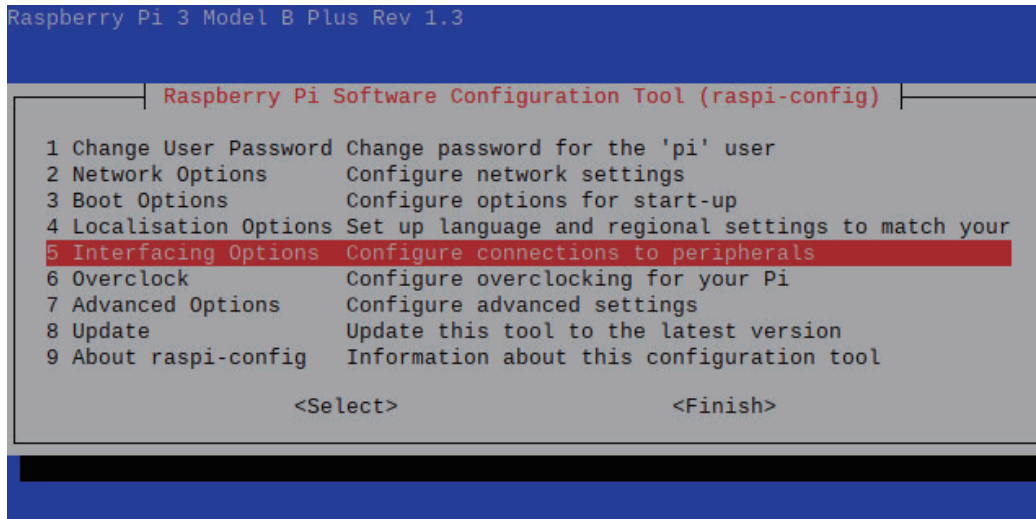 Raspberry Pi 3 Model B Plus Rev 1.3
Raspberry Pi Software Configuration Tool (raspi-config)
1 Change User Password Change password for the 'pi' user
2 Network Options Configure network settings
3 Boot Options Configure options for start-up
4 Localisation Options Set up language and regional settings to match your
5 Interfacing Options Configure connections to peripherals
6 Overclock Configure overclocking for your Pi
7 Advanced Options Configure advanced settings
8 Update Update this tool to the latest version
9 About raspi-config Information about this configuration tool
<Select> <Finish>